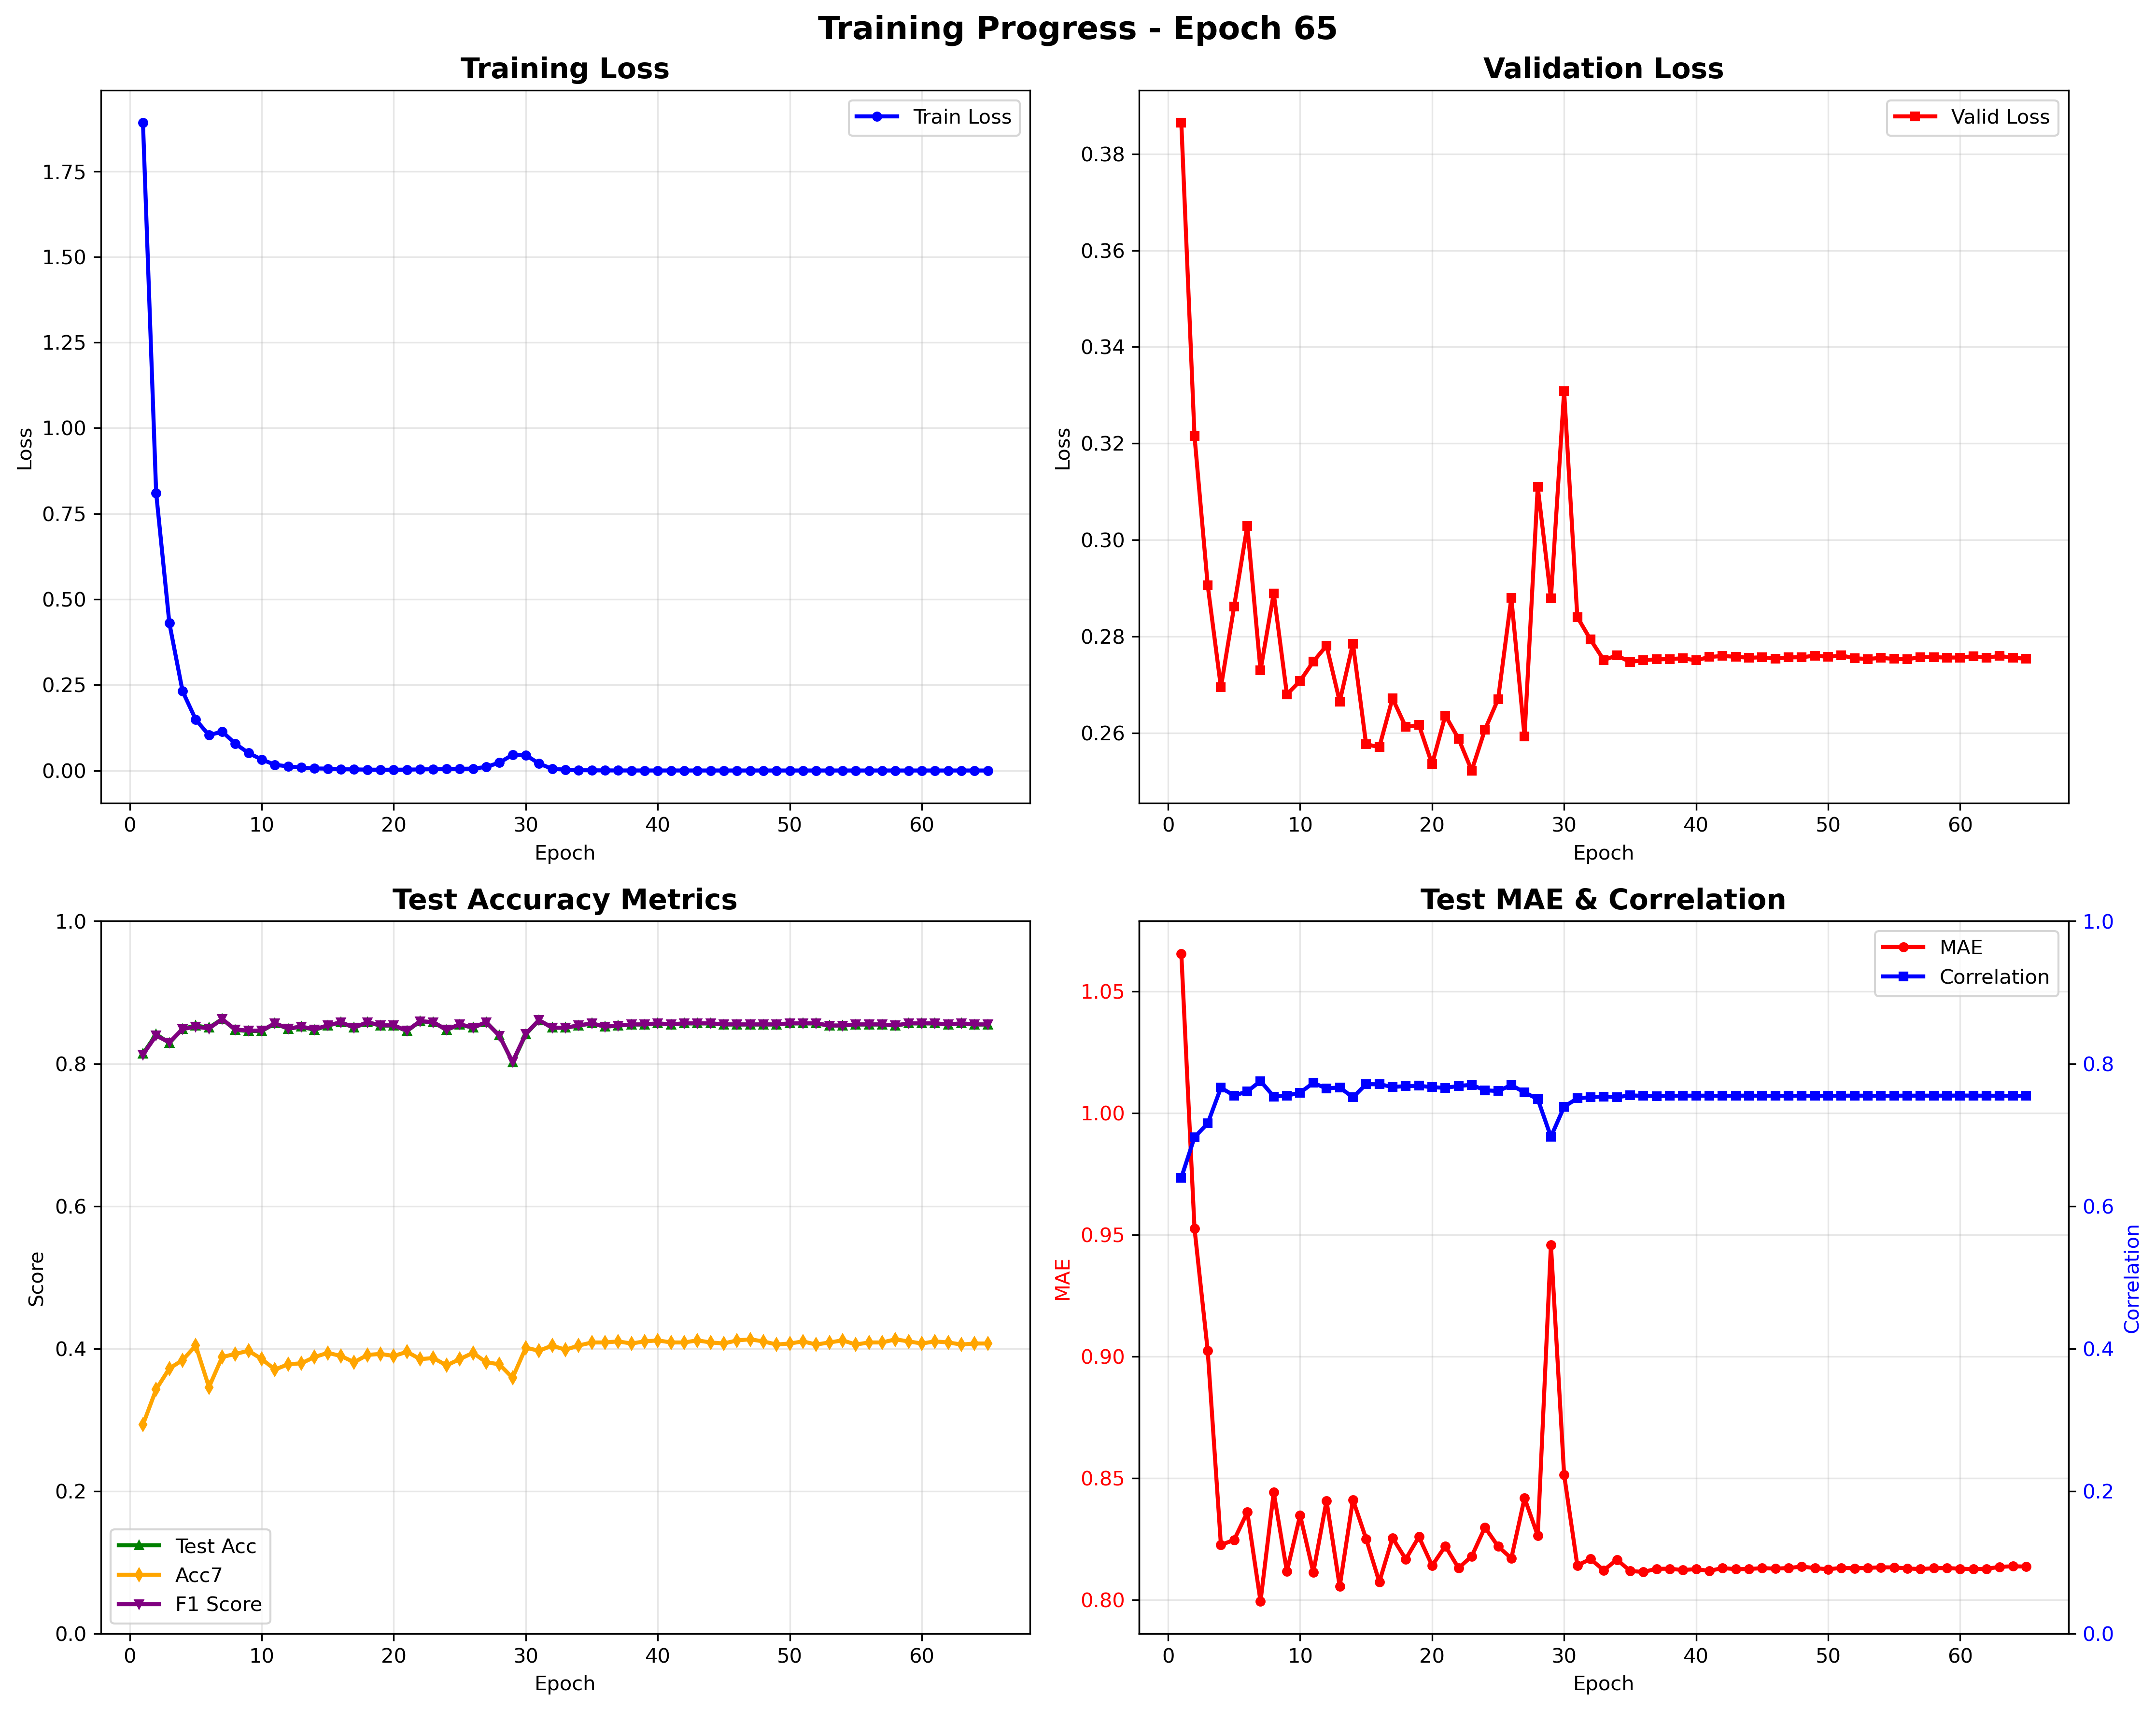 Training Progress - Epoch 65
Training Loss
Train Loss
1.75
1.50
1.25
1.00
0.75
0.50
0.25
0.00
Loss
0 10 20 30 40 50 60
Epoch
Validation Loss
Valid Loss
0.38
0.36
0.34
0.32
0.30
0.28
0.26
Loss
0 10 20 30 40 50 60
Epoch
Test Accuracy Metrics
1.0
0.8
0.6
0.4
0.2
0.0
Score
Test Acc
Acc7
F1 Score
0 10 20 30 40 50 60
Epoch
Test MAE & Correlation
MAE
Correlation
1.05
1.00
0.95
0.90
0.85
0.80
MAE
1.0
0.8
0.6
0.4
0.2
0.0
Correlation
0 10 20 30 40 50 60
Epoch